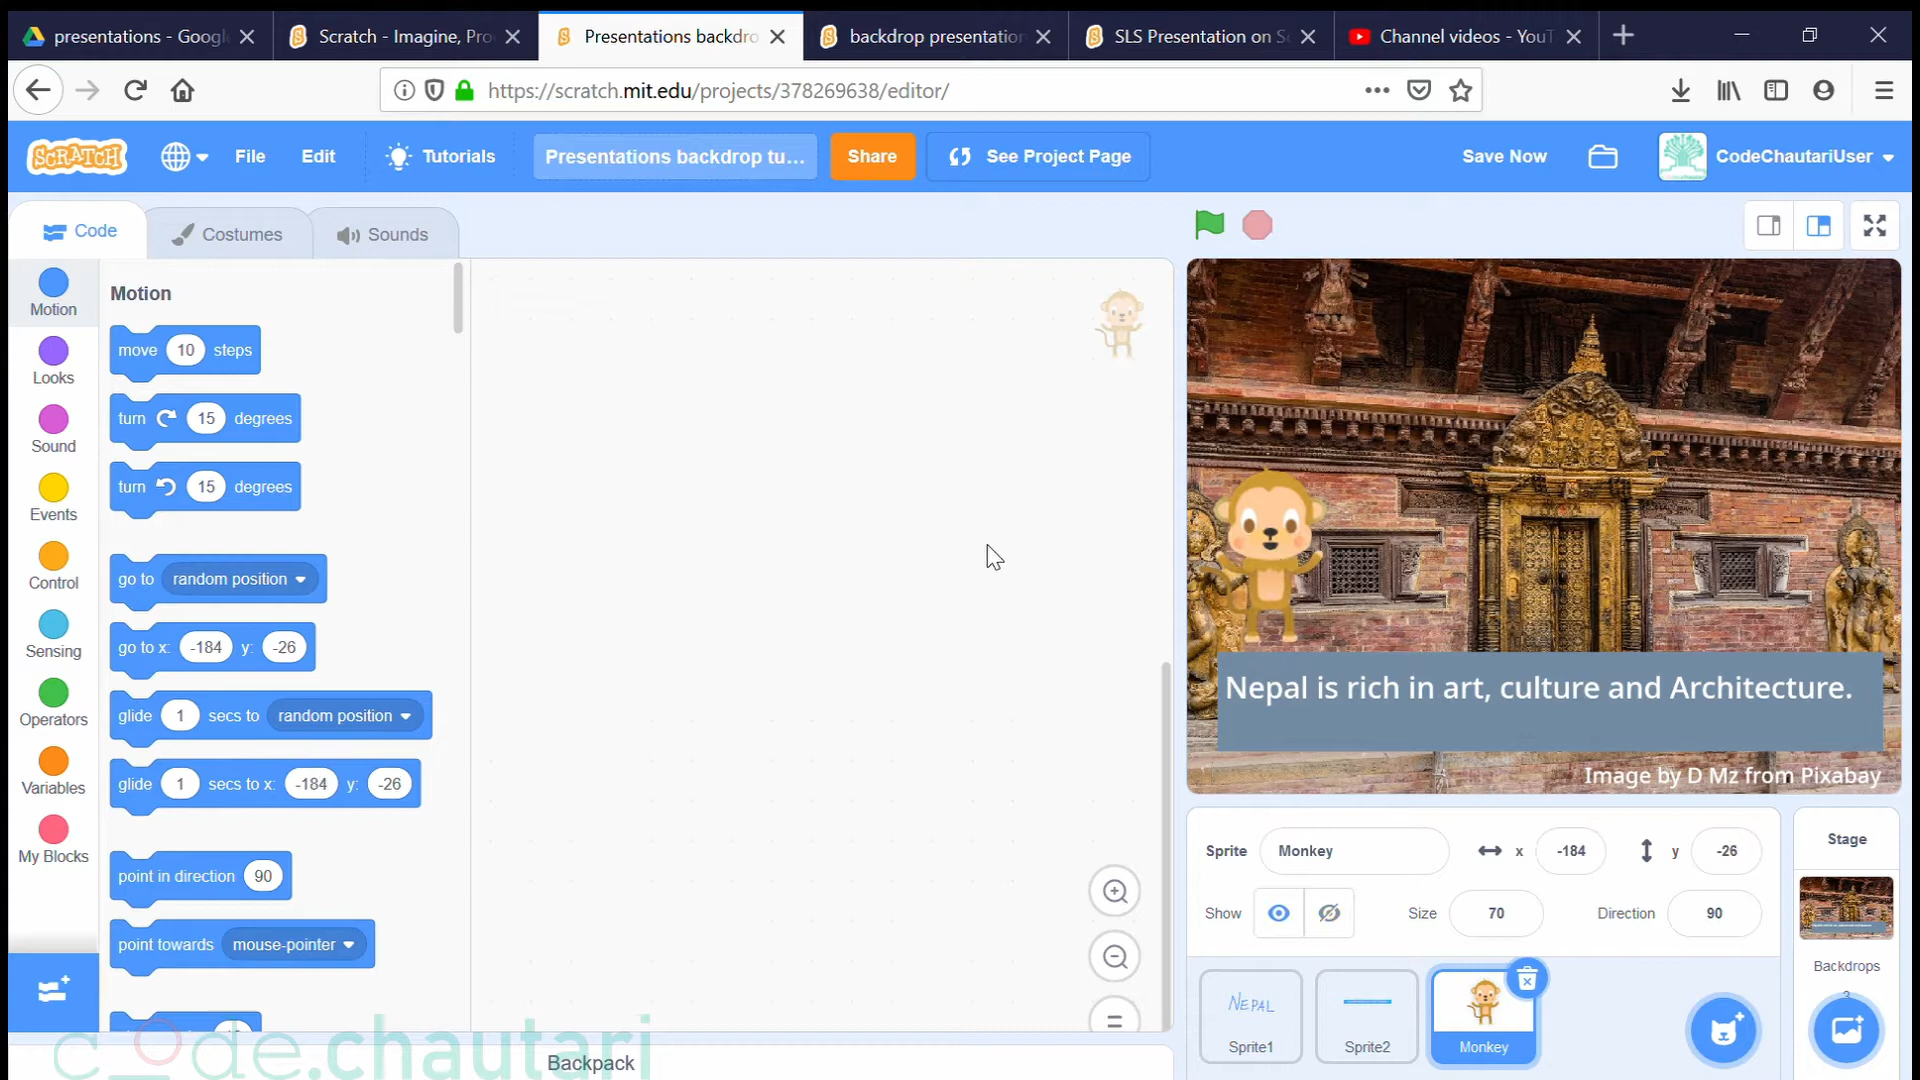 presentations - Googl
Scratch - Imagine, Pro
Presentations backdro
backdrop presentation
SLS Presentation on S
Channel videos - YouT
https://scratch.mit.edu/projects/378269638/editor/
SCRATCH
File
Edit
Tutorials
Presentations backdrop tu...
Share
See Project Page
Save Now
CodeChautariUser
Code
Costumes
Sounds
Motion
Looks
Sound
Events
Control
Sensing
Operators
Variables
My Blocks
Motion
move 10 steps
turn 15 degrees
turn 15 degrees
go to random position
go to x: -184 y: -26
glide 1 secs to random position
glide 1 secs to x: -184 y: -26
point in direction 90
point towards mouse-pointer
Nepal is rich in art, culture and Architecture.
Image by D Mz from Pixabay
Sprite Monkey x -184 y -26
Show Size 70 Direction 90
NEPAL
Sprite1
Sprite2
Monkey
Stage
Backdrops
code.chautari
Backpack